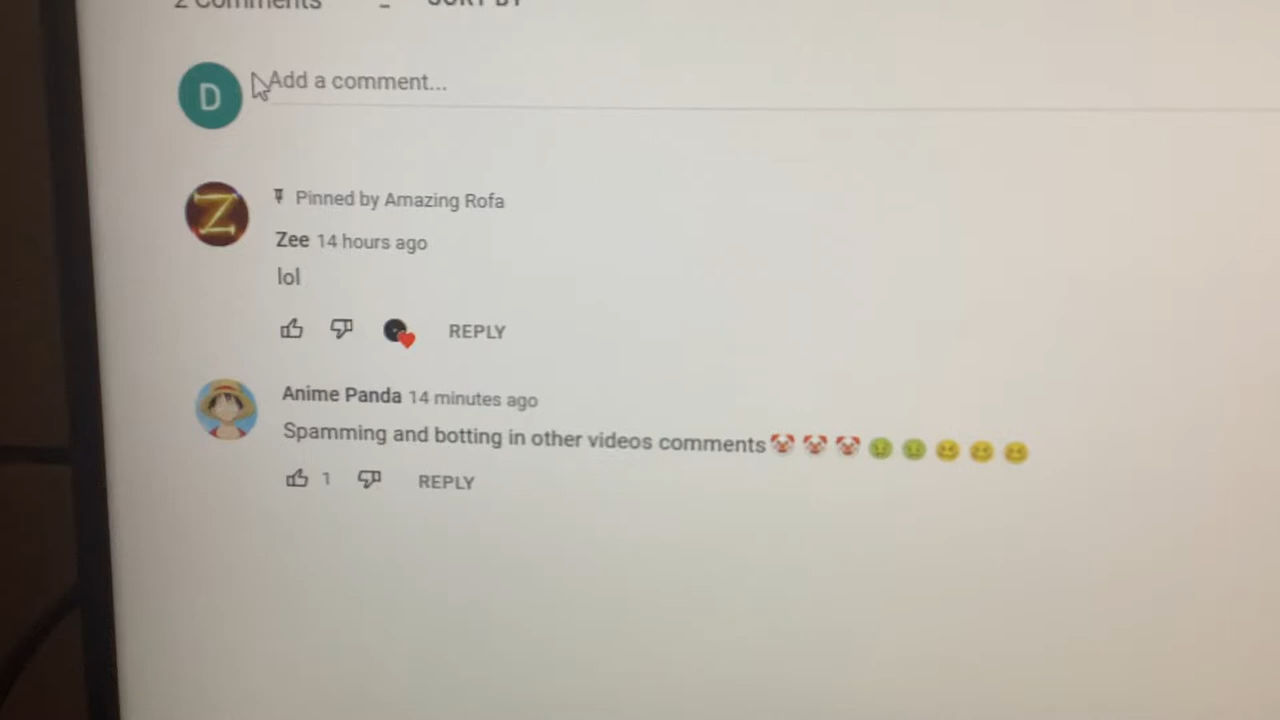 2 Comments SORT BY
D Add a comment...
Pinned by Amazing Rofa
Z
Zee 14 hours ago
lol
REPLY
Anime Panda 14 minutes ago
Spamming and botting in other videos comments🤡🤡🤡🤢🤢😆😆😆
1 REPLY